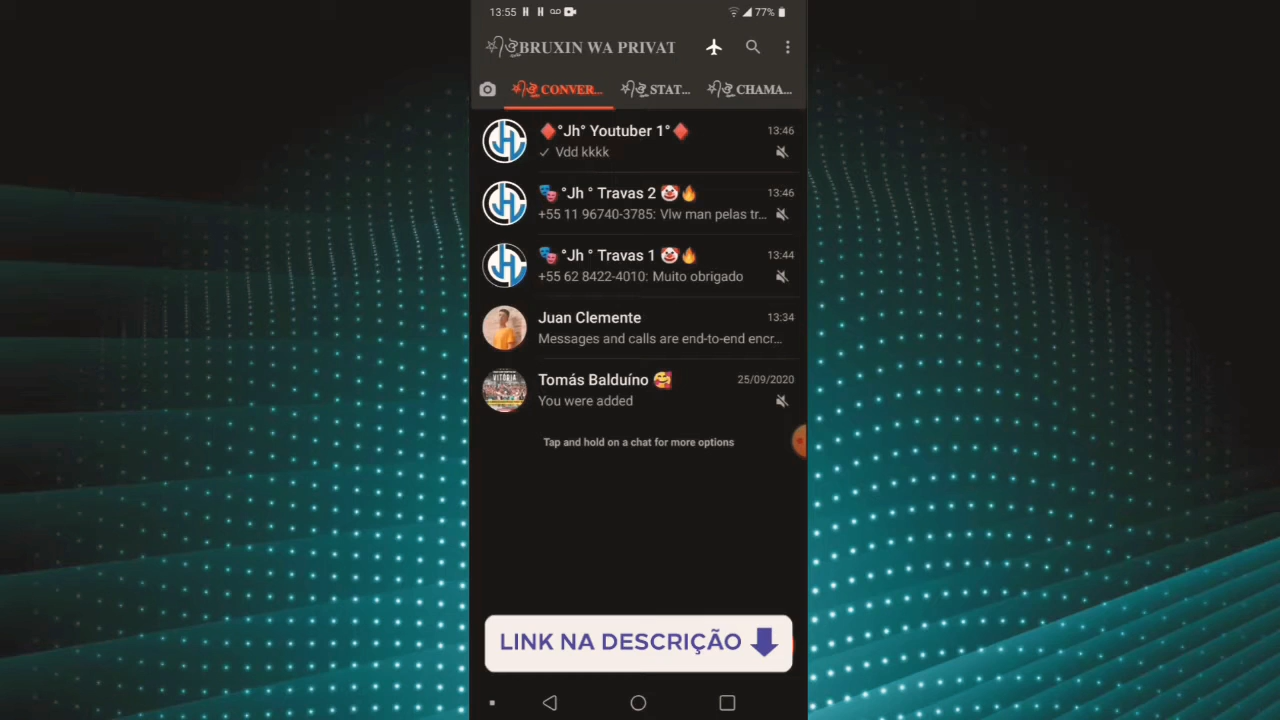 13:55
77%
BRUXIN WA PRIVAT
CONVER...
STAT...
CHAMA...
♦️°Jh° Youtuber 1°♦️
13:46
✓ Vdd kkkk
🎭 °Jh ° Travas 2 🤡🔥
13:46
+55 11 96740-3785: Vlw man pelas tr...
🎭 °Jh ° Travas 1 🤡🔥
13:44
+55 62 8422-4010: Muito obrigado
Juan Clemente
13:34
Messages and calls are end-to-end encr...
VITÓRIA
Tomás Balduíno 🥰
25/09/2020
You were added
Tap and hold on a chat for more options
LINK NA DESCRIÇÃO